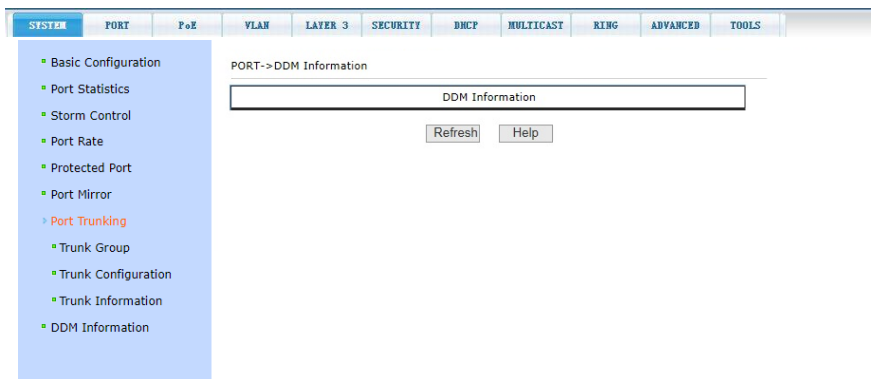 SYSTEM PORT PoE VLAN LAYER 3 SECURITY DHCP MULTICAST RING ADVANCED TOOLS
Basic Configuration
PORT->DDM Information
Port Statistics
DDM Information
Storm Control
Refresh Help
Port Rate
Protected Port
Port Mirror
Port Trunking
Trunk Group
Trunk Configuration
Trunk Information
DDM Information